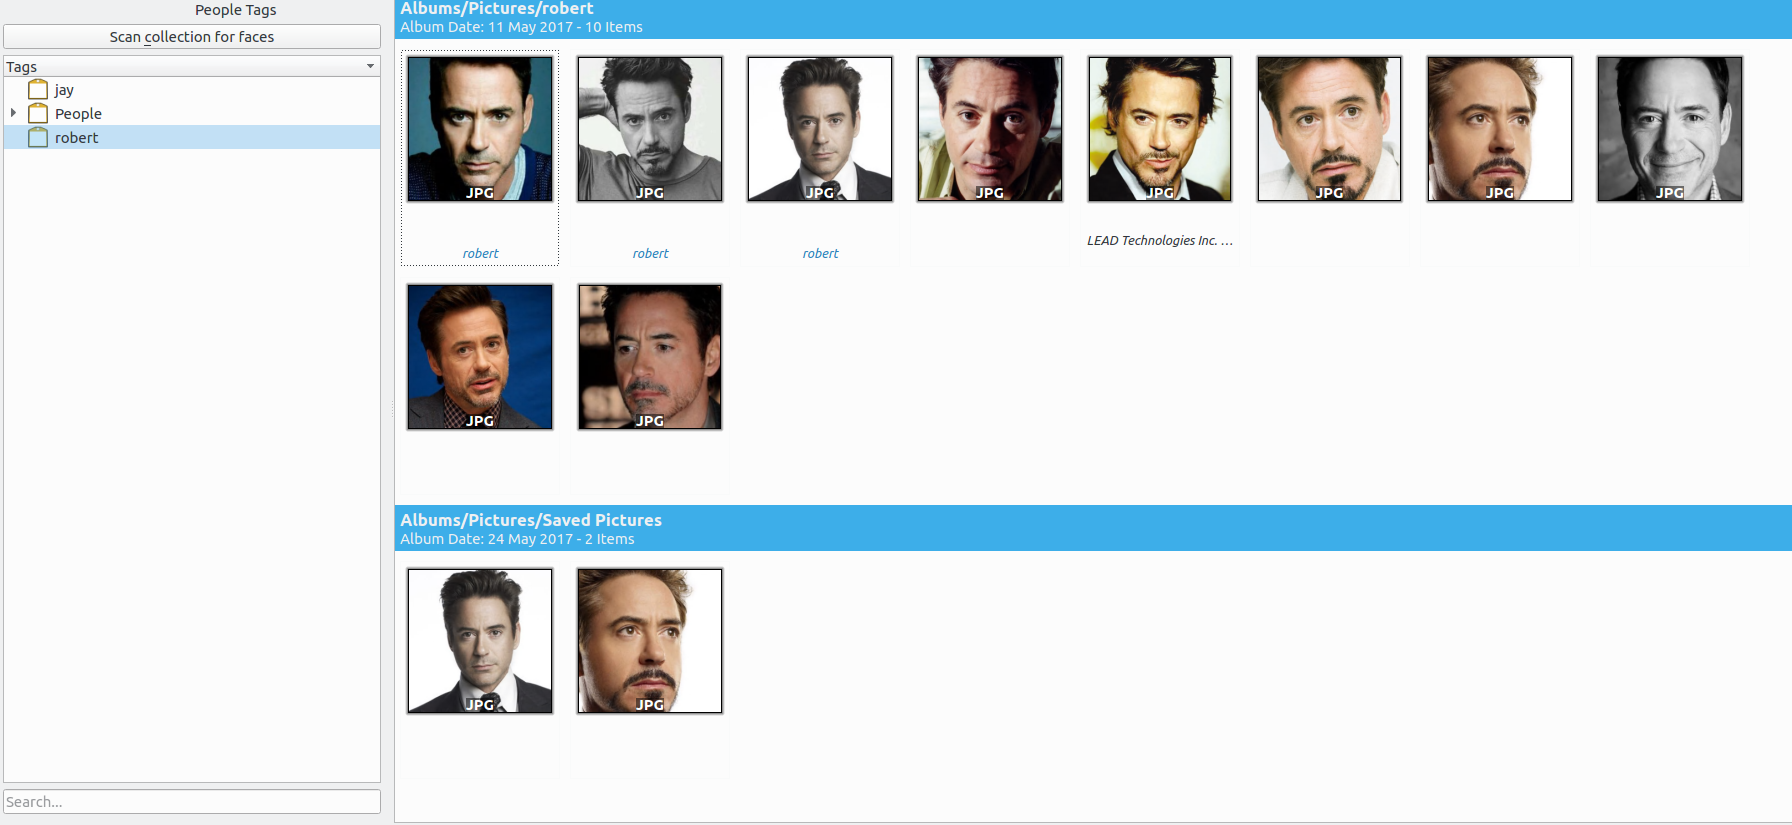 People Tags
Scan collection for faces
Tags
jay
People
robert
Search...
Albums/Pictures/robert
Album Date: 11 May 2017 - 10 Items
JPG
JPG
JPG
JPG
JPG
JPG
JPG
JPG
LEAD Technologies Inc. ...
robert
robert
robert
JPG
JPG
Albums/Pictures/Saved Pictures
Album Date: 24 May 2017 - 2 Items
JPG
JPG